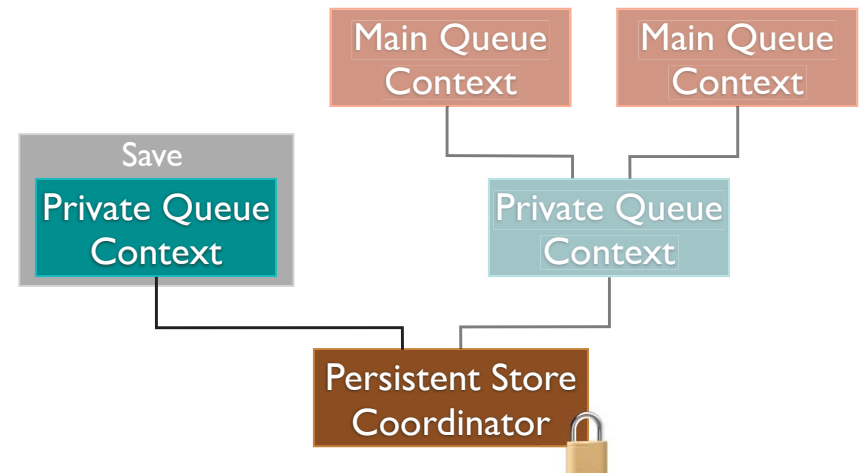 Main Queue
Context
Main Queue
Context
Save
Private Queue
Context
Private Queue
Context
Persistent Store
Coordinator